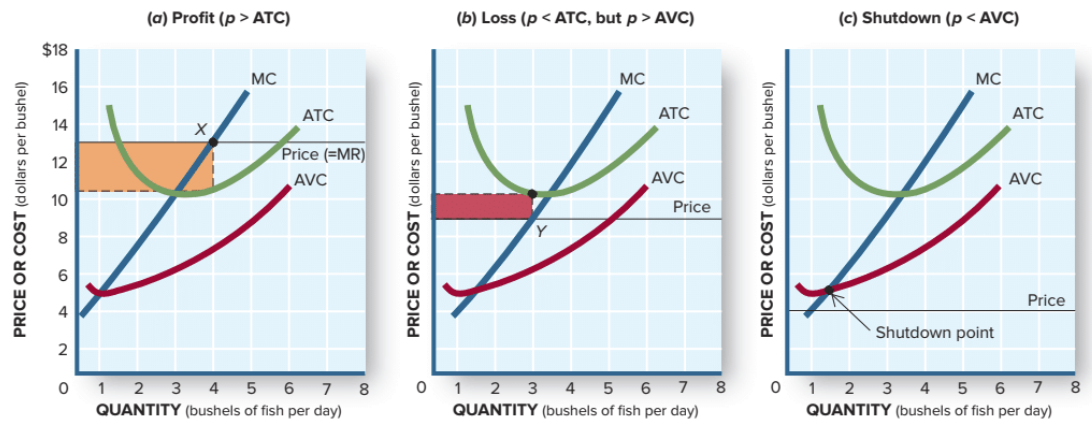 (a) Profit (p > ATC)
$18
16
14
12
10
8
6
4
2
0
1
2
3
4
5
6
7
8
PRICE OR COST (dollars per bushel)
QUANTITY (bushels of fish per day)
MC
X
ATC
Price (=MR)
AVC
(b) Loss (p < ATC, but p > AVC)
0
1
2
3
4
5
6
7
8
PRICE OR COST (dollars per bushel)
QUANTITY (bushels of fish per day)
MC
ATC
AVC
Price
Y
(c) Shutdown (p < AVC)
0
1
2
3
4
5
6
7
8
PRICE OR COST (dollars per bushel)
QUANTITY (bushels of fish per day)
MC
ATC
AVC
Price
Shutdown point